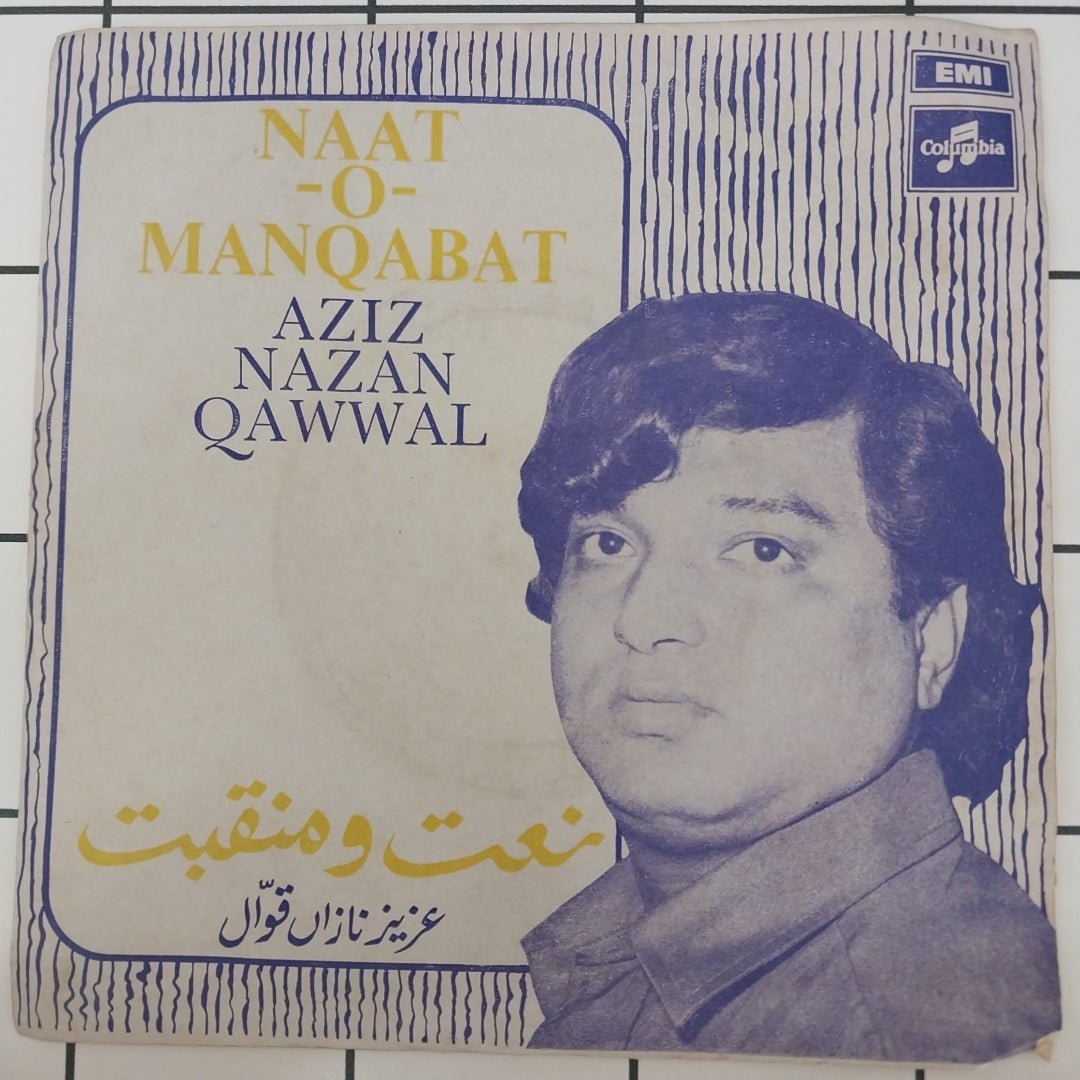 EMI
Columbia
NAAT
-O-
MANQABAT
AZIZ
NAZAN
QAWWAL
نعت و منقبت
عزیز نازاں قوّال